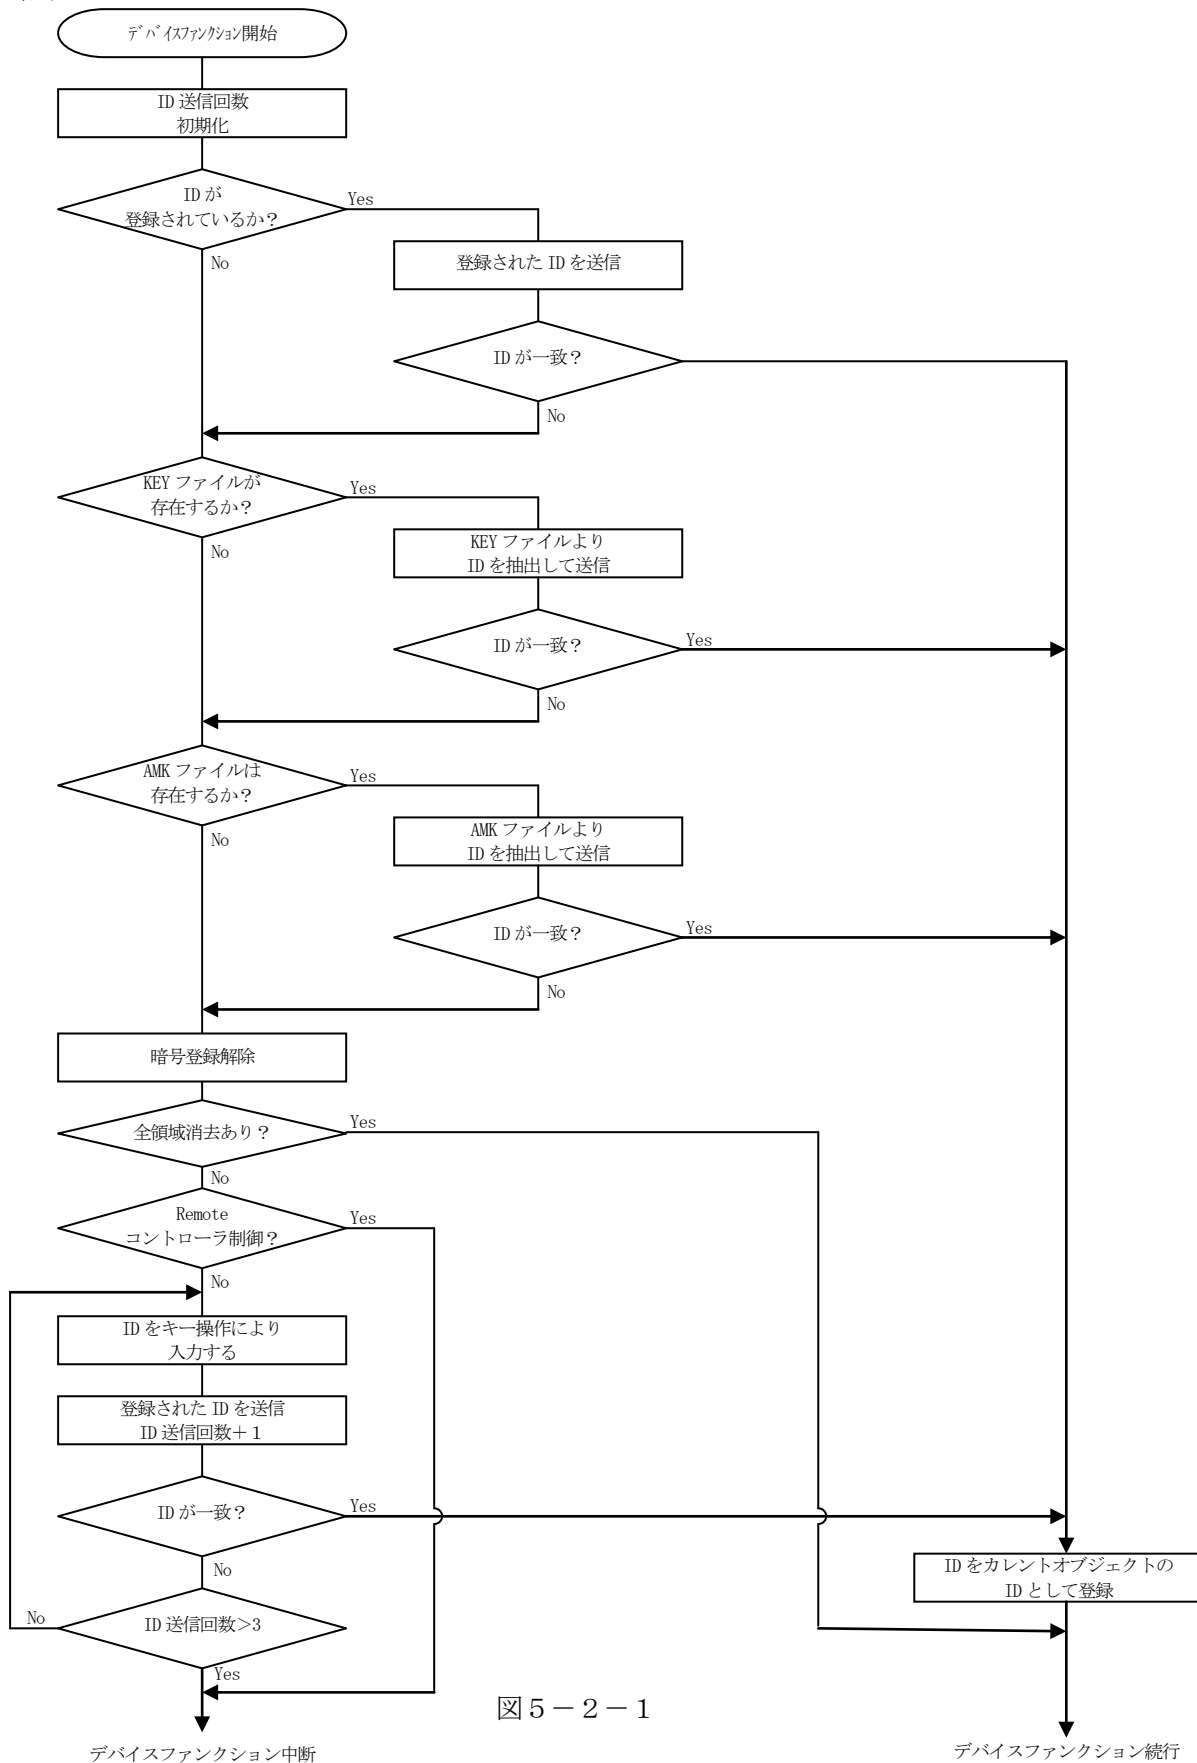 デバイスファンクション開始
ID 送信回数
初期化
ID が
登録されているか？
Yes
No
登録された ID を送信
ID が一致？
No
KEY ファイルが
存在するか？
Yes
No
KEY ファイルより
ID を抽出して送信
ID が一致？
Yes
No
AMK ファイルは
存在するか？
Yes
No
AMK ファイルより
ID を抽出して送信
ID が一致？
Yes
No
暗号登録解除
全領域消去あり？
Yes
No
Remote
コントローラ制御？
Yes
No
ID をキー操作により
入力する
登録された ID を送信
ID 送信回数＋１
ID が一致？
Yes
No
ID 送信回数>3
No
Yes
ID をカレントオブジェクトの
ID として登録
図５－２－１
デバイスファンクション中断
デバイスファンクション続行